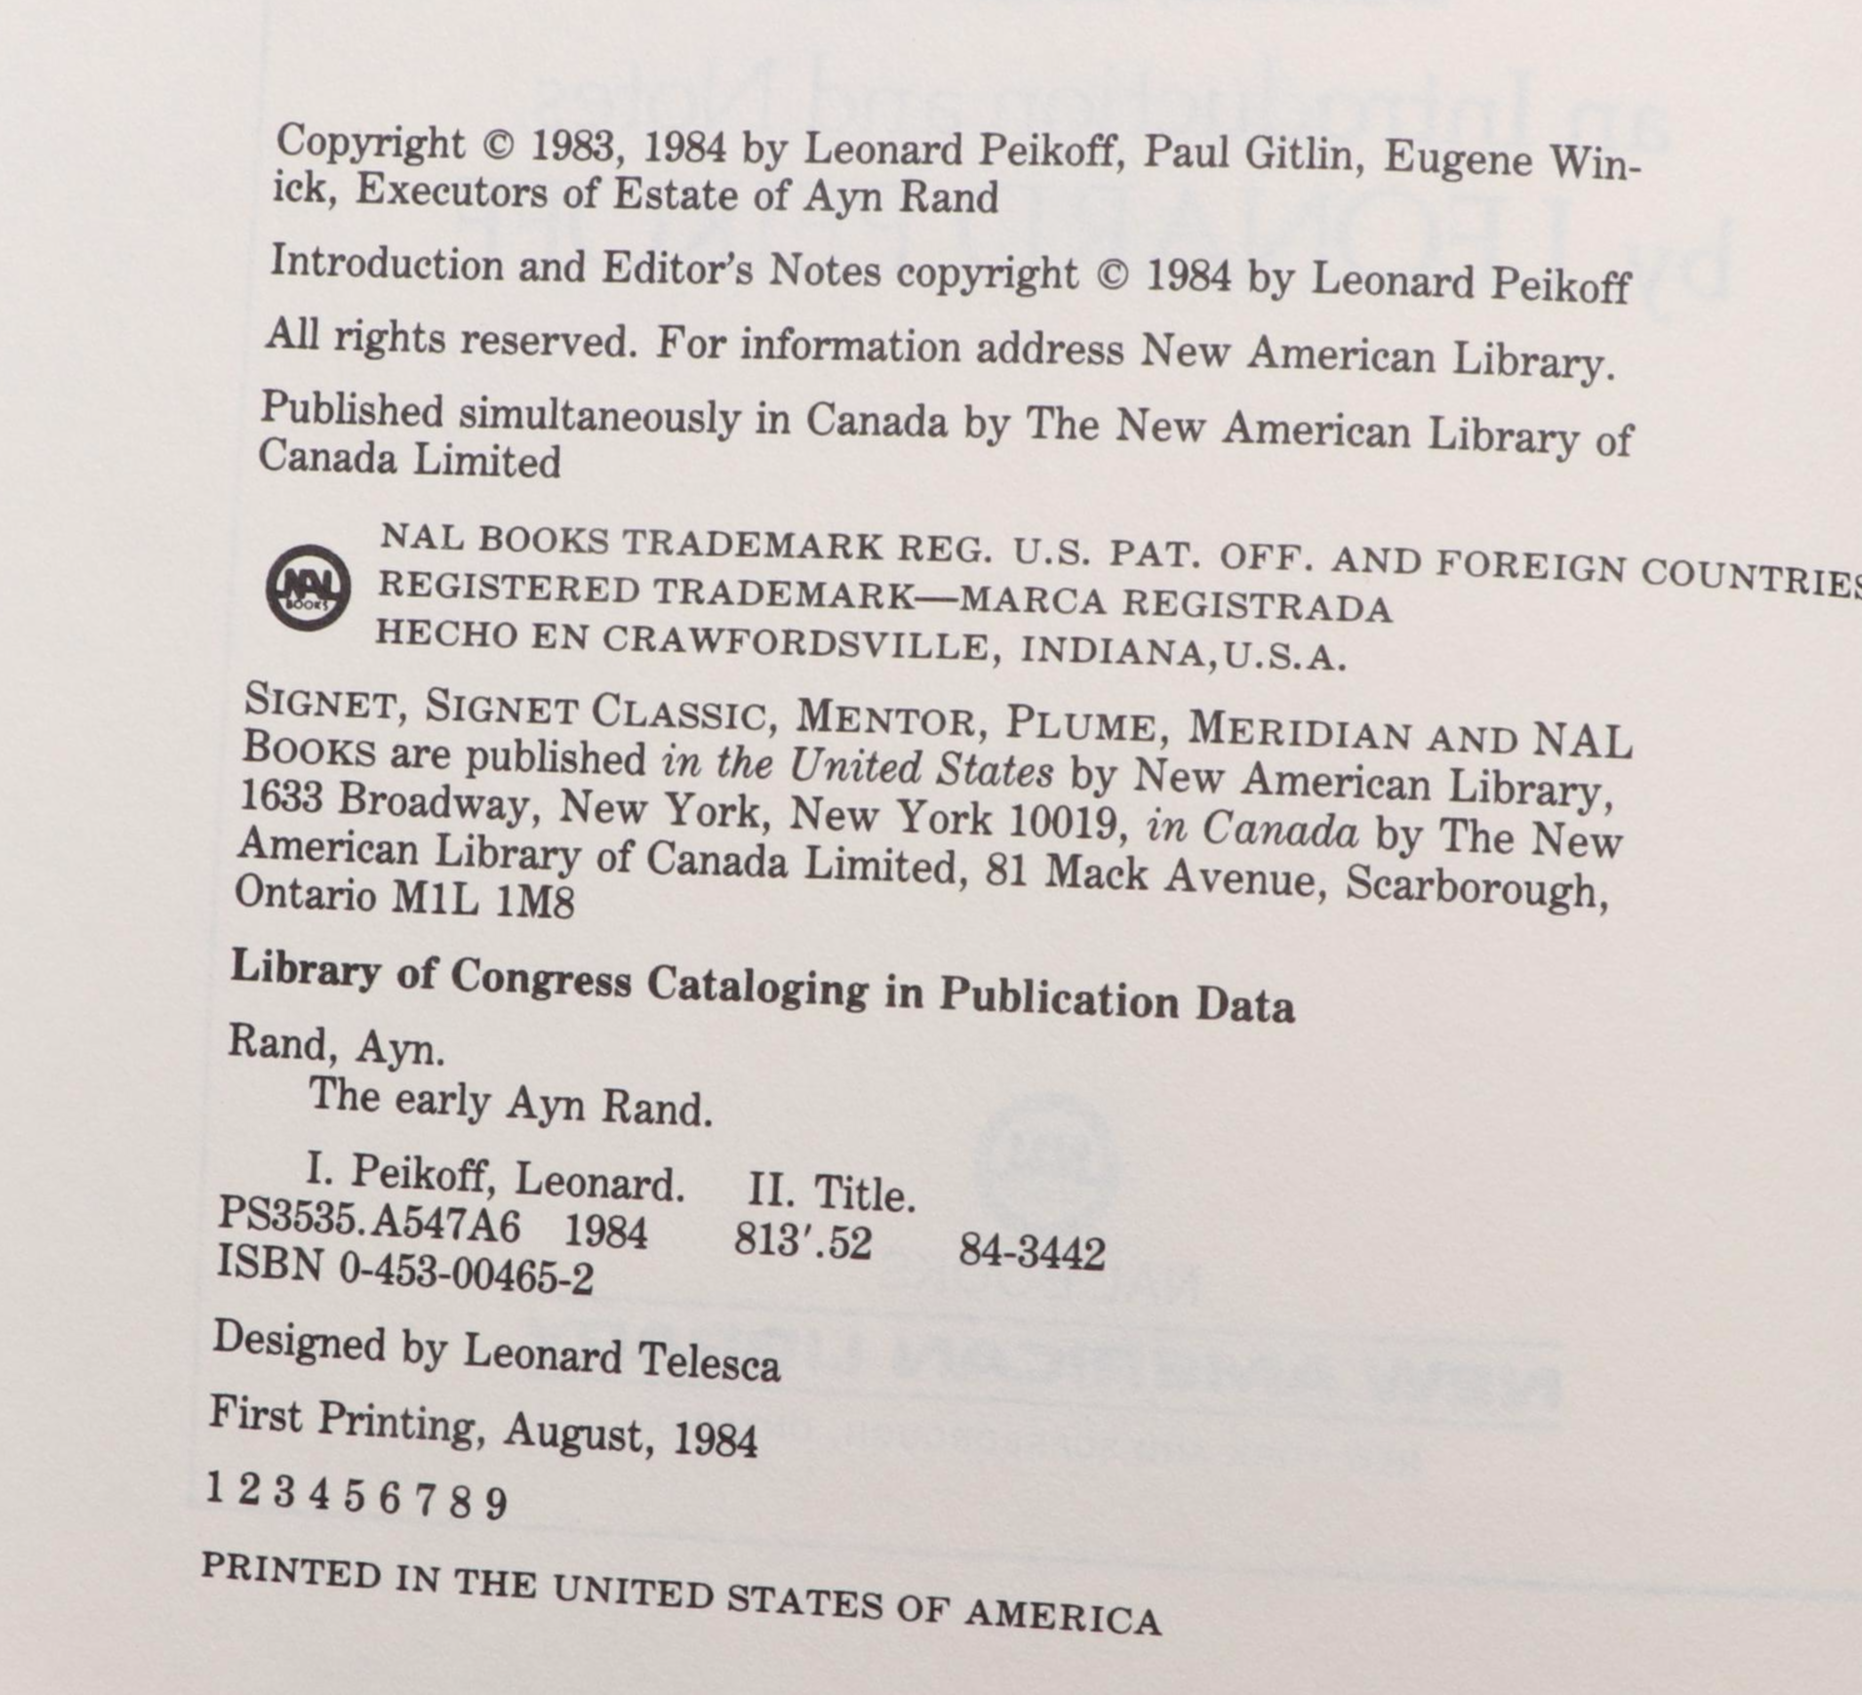 Copyright © 1983, 1984 by Leonard Peikoff, Paul Gitlin, Eugene Win-
ick, Executors of Estate of Ayn Rand
Introduction and Editor's Notes copyright © 1984 by Leonard Peikoff
All rights reserved. For information address New American Library.
Published simultaneously in Canada by The New American Library of
Canada Limited
NAL BOOKS TRADEMARK REG. U.S. PAT. OFF. AND FOREIGN COUNTRIES
REGISTERED TRADEMARK—MARCA REGISTRADA
HECHO EN CRAWFORDSVILLE, INDIANA, U.S.A.
NAL
BOOKS
SIGNET, SIGNET CLASSIC, MENTOR, PLUME, MERIDIAN AND NAL
BOOKS are published in the United States by New American Library,
1633 Broadway, New York, New York 10019, in Canada by The New
American Library of Canada Limited, 81 Mack Avenue, Scarborough,
Ontario M1L 1M8
Library of Congress Cataloging in Publication Data
Rand, Ayn.
The early Ayn Rand.
I. Peikoff, Leonard. II. Title.
PS3535.A547A6 1984 813′.52 84-3442
ISBN 0-453-00465-2
Designed by Leonard Telesca
First Printing, August, 1984
1 2 3 4 5 6 7 8 9
PRINTED IN THE UNITED STATES OF AMERICA